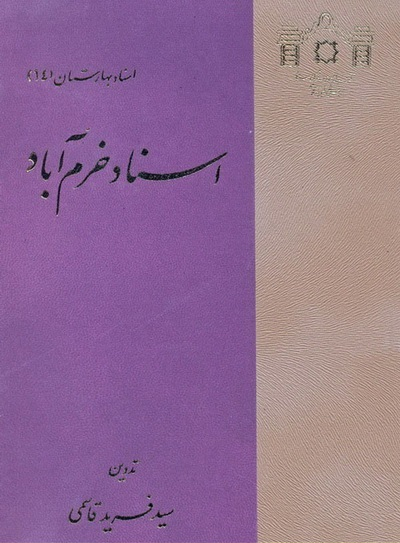 اسناد بهارستان (۱۴)
اسناد خرم آباد
تدوین
سید فرید قاسمی